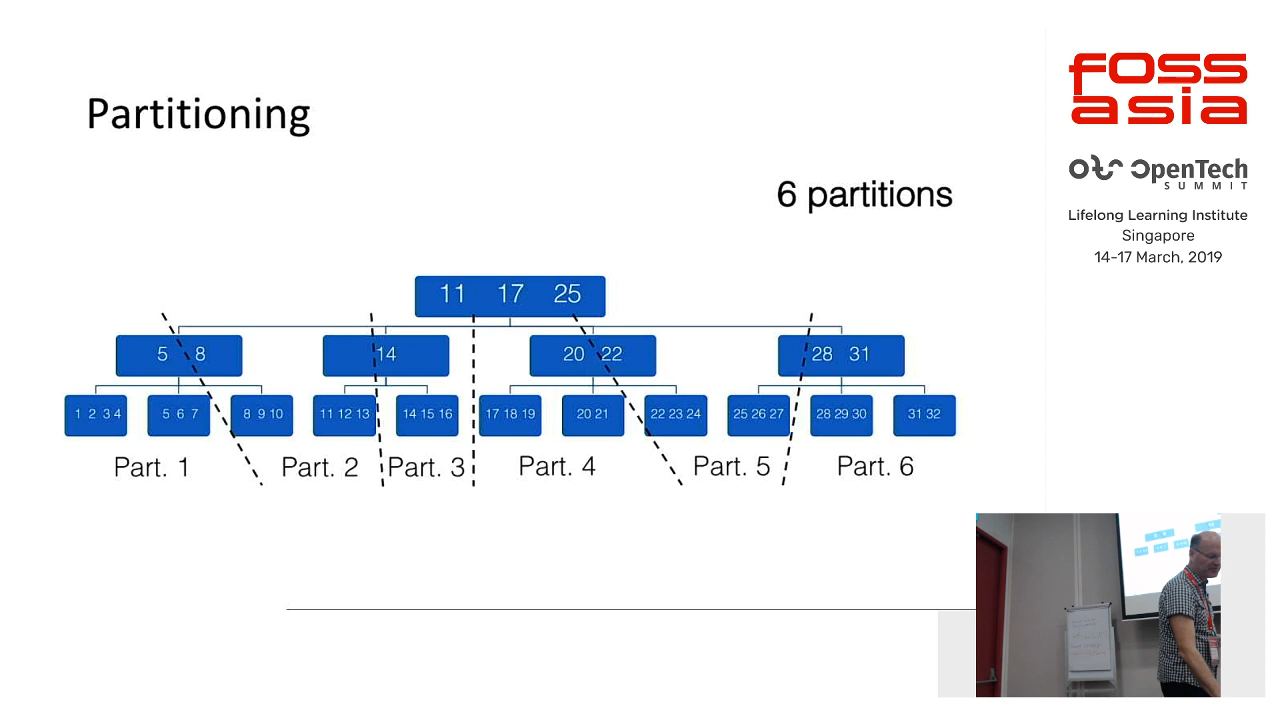 Partitioning
6 partitions
11 17 25
5 8
14
20 22
28 31
1 2 3 4
5 6 7
8 9 10
11 12 13
14 15 16
17 18 19
20 21
22 23 24
25 26 27
28 29 30
31 32
Part. 1
Part. 2
Part. 3
Part. 4
Part. 5
Part. 6
foss
asia
OpenTech
SUMMIT
Lifelong Learning Institute
Singapore
14-17 March, 2019